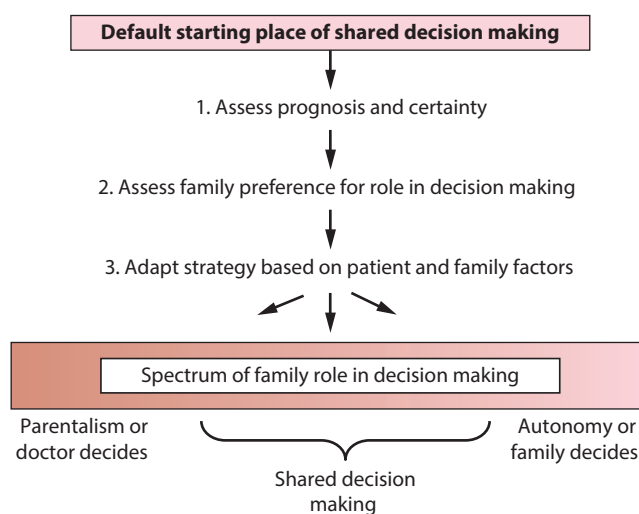 Default starting place of shared decision making
1. Assess prognosis and certainty
2. Assess family preference for role in decision making
3. Adapt strategy based on patient and family factors
Spectrum of family role in decision making
Parentalism or
doctor decides
Autonomy or
family decides
Shared decision
making